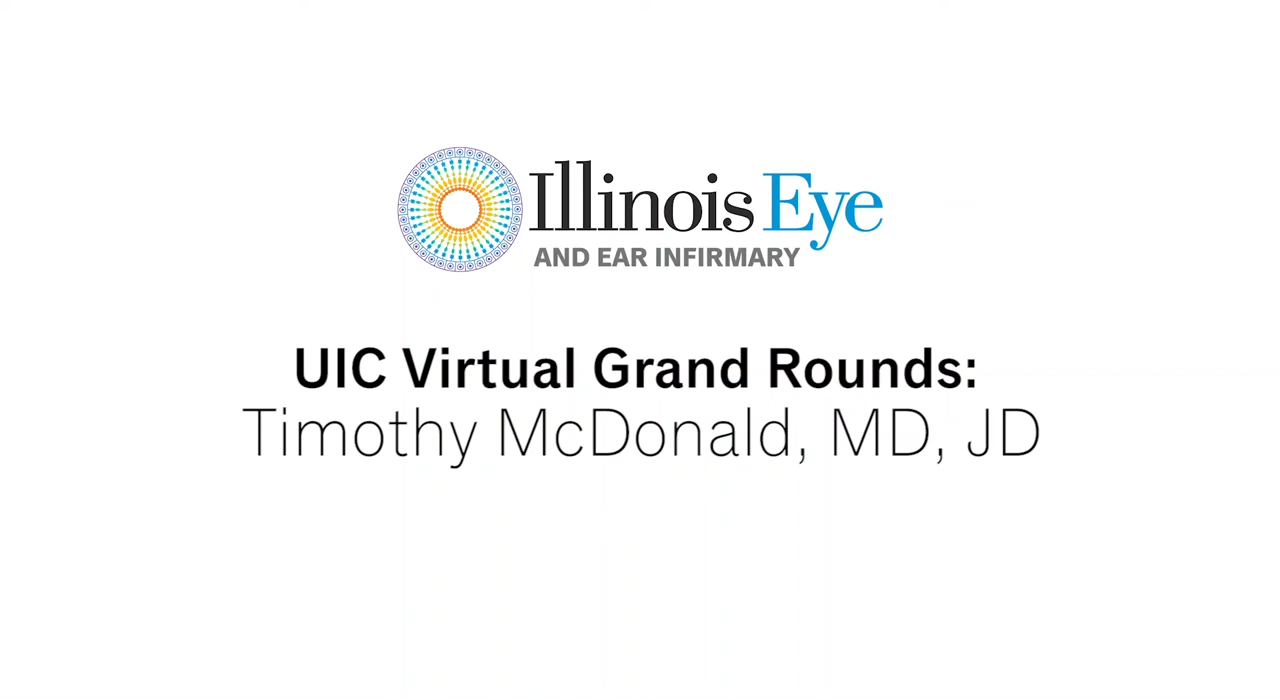 Illinois Eye
AND EAR INFIRMARY
UIC Virtual Grand Rounds:
Timothy McDonald, MD, JD